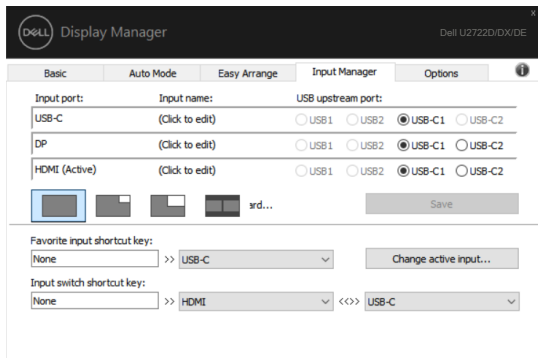 x
DELL Display Manager Dell U2722D/DX/DE
Basic Auto Mode Easy Arrange Input Manager Options i
Input port: Input name: USB upstream port:
USB-C (Click to edit) USB1 USB2 USB-C1 USB-C2
DP (Click to edit) USB1 USB2 USB-C1 USB-C2
HDMI (Active) (Click to edit) USB1 USB2 USB-C1 USB-C2
ard... Save
Favorite input shortcut key:
None >> USB-C Change active input...
Input switch shortcut key:
None >> HDMI <<>> USB-C